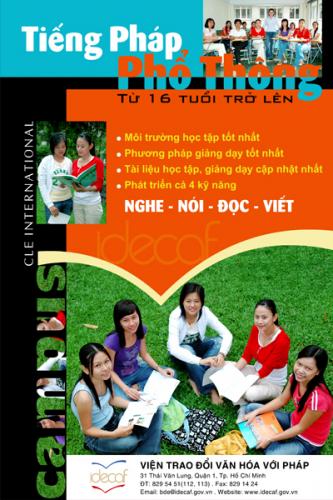 Tiếng Pháp
Phổ Thông
TỪ 16 TUỔI TRỞ LÊN
• Môi trường học tập tốt nhất
• Phương pháp giảng dạy tốt nhất
• Tài liệu học tập, giảng dạy cập nhật nhất
• Phát triển cả 4 kỹ năng
NGHE - NÓI - ĐỌC - VIẾT
CLE INTERNATIONAL
campus
idecaf
idecaf
VIỆN TRAO ĐỔI VĂN HÓA VỚI PHÁP
31 Thái Văn Lung, Quận 1, Tp. Hồ Chí Minh
ĐT: 829 54 51(112, 113) . Fax: 829 14 24
Email: bde@idecaf.gov.vn . Website: www.idecaf.gov.vn